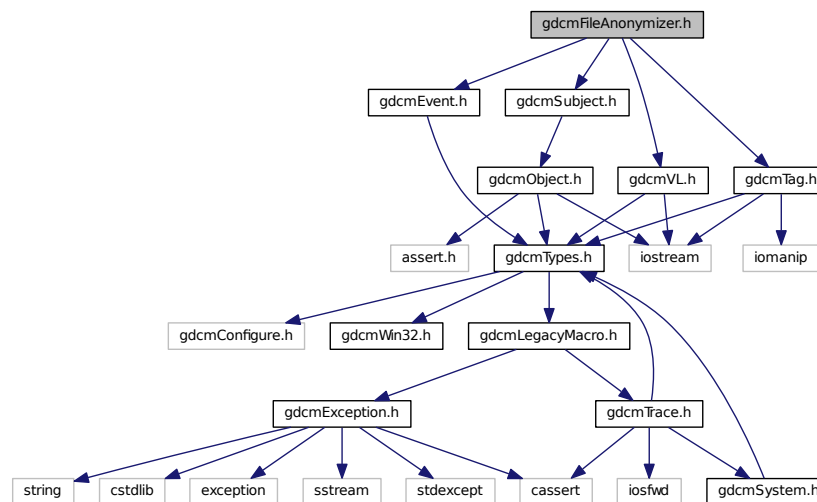 gdcmFileAnonymizer.h
gdcmEvent.h
gdcmSubject.h
gdcmObject.h
gdcmVL.h
gdcmTag.h
assert.h
gdcmTypes.h
iostream
iomanip
gdcmConfigure.h
gdcmWin32.h
gdcmLegacyMacro.h
gdcmException.h
gdcmTrace.h
string
cstdlib
exception
sstream
stdexcept
cassert
iosfwd
gdcmSystem.h